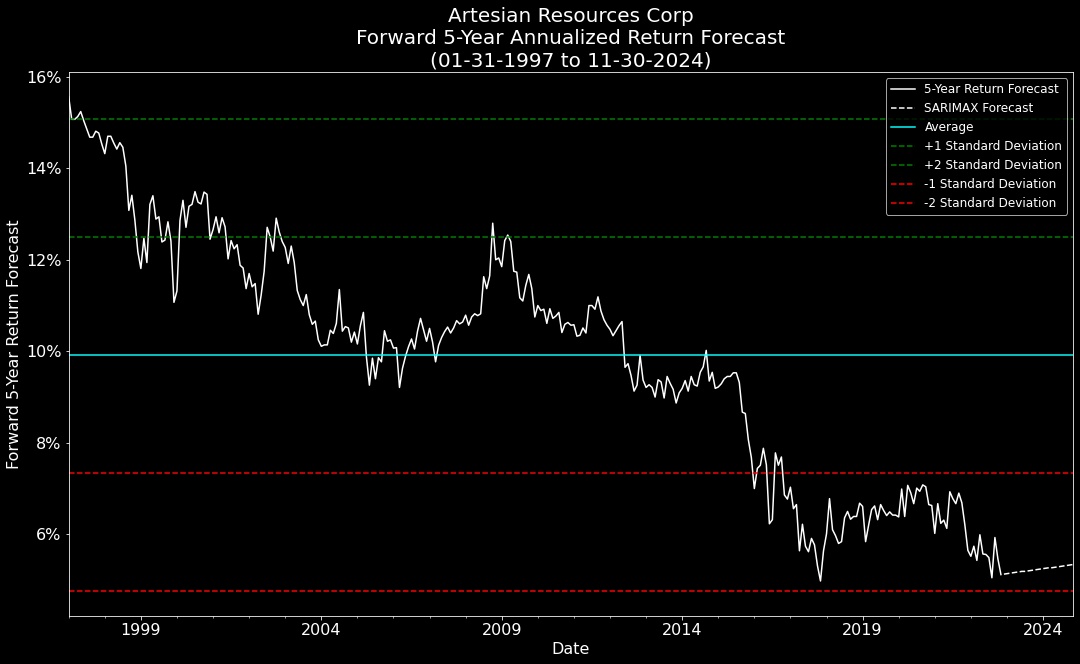 Artesian Resources Corp
Forward 5-Year Annualized Return Forecast
(01-31-1997 to 11-30-2024)
16%
14%
12%
10%
8%
6%
Forward 5-Year Return Forecast
5-Year Return Forecast
SARIMAX Forecast
Average
+1 Standard Deviation
+2 Standard Deviation
-1 Standard Deviation
-2 Standard Deviation
1999
2004
2009
2014
2019
2024
Date